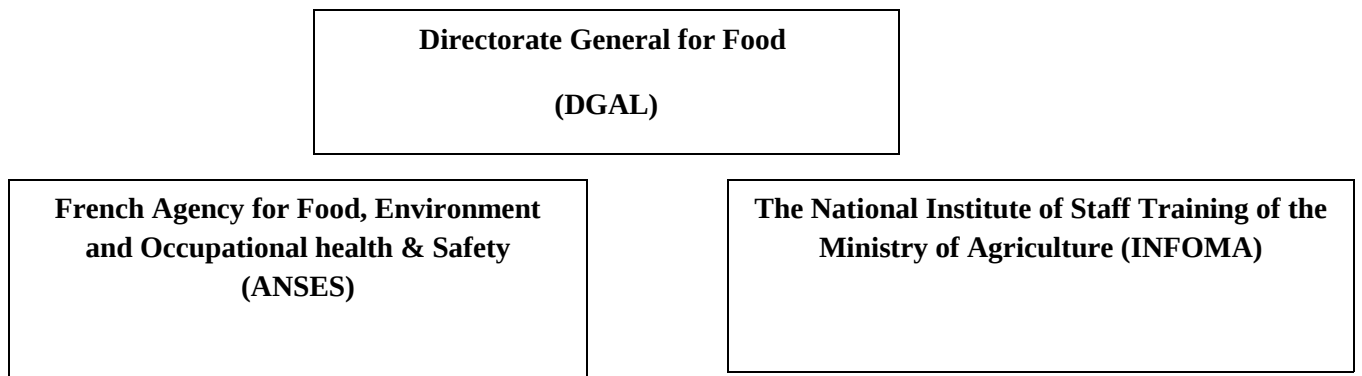 Directorate General for Food
(DGAL)
French Agency for Food, Environment
and Occupational health & Safety
(ANSES)
The National Institute of Staff Training of the
Ministry of Agriculture (INFOMA)